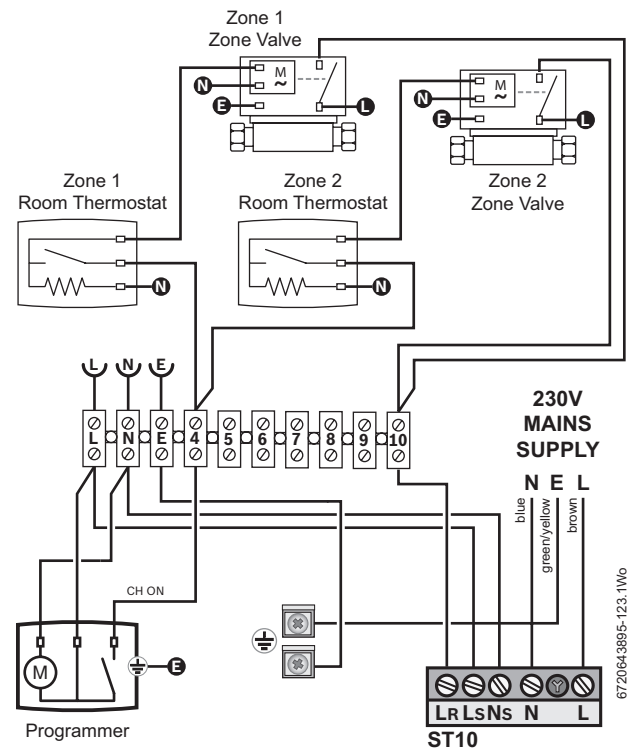 Zone 1
Zone Valve
M
~
N
E
L
M
~
N
E
L
Zone 1
Room Thermostat
N
Zone 2
Room Thermostat
N
Zone 2
Zone Valve
L N E
L N E 4 5 6 7 8 9 10
230V
MAINS
SUPPLY
N E L
blue
green/yellow
brown
CH ON
M
E
Programmer
LR LS NS N L
ST10
6720643895-123.1Wo